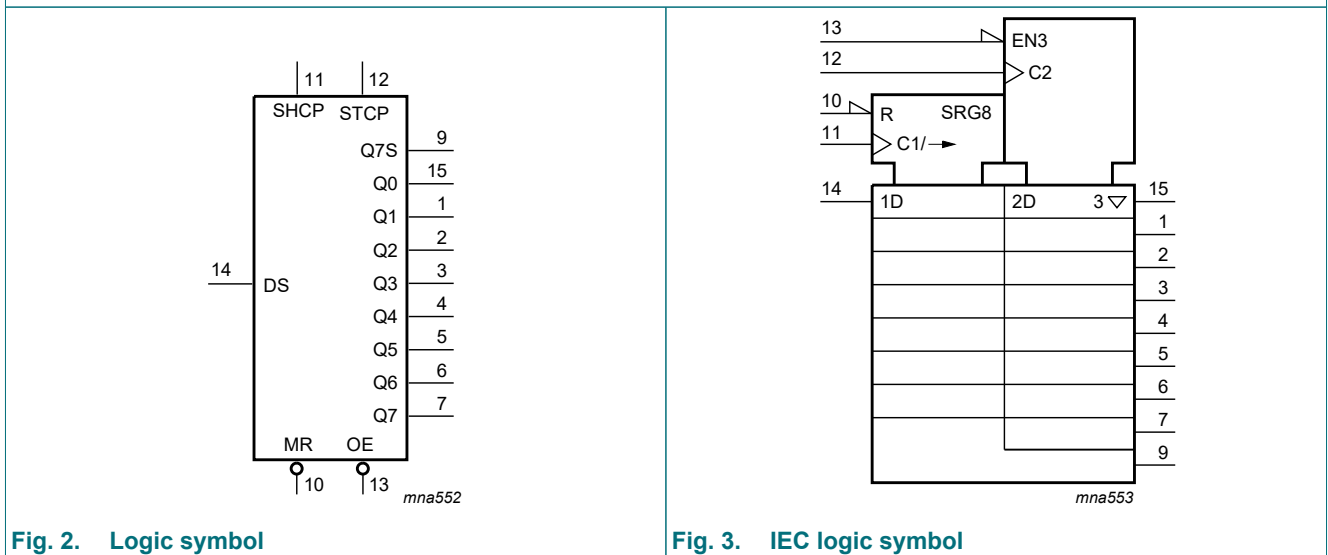 11 12
SHCP STCP
Q7S 9
Q0 15
Q1 1
Q2 2
Q3 3
14 DS
Q4 4
Q5 5
Q6 6
Q7 7
MR OE
10 13
mna552
Fig. 2. Logic symbol
13 EN3
12 C2
10 R SRG8
11 C1/
14 1D 2D 3 15
1
2
3
4
5
6
7
9
mna553
Fig. 3. IEC logic symbol